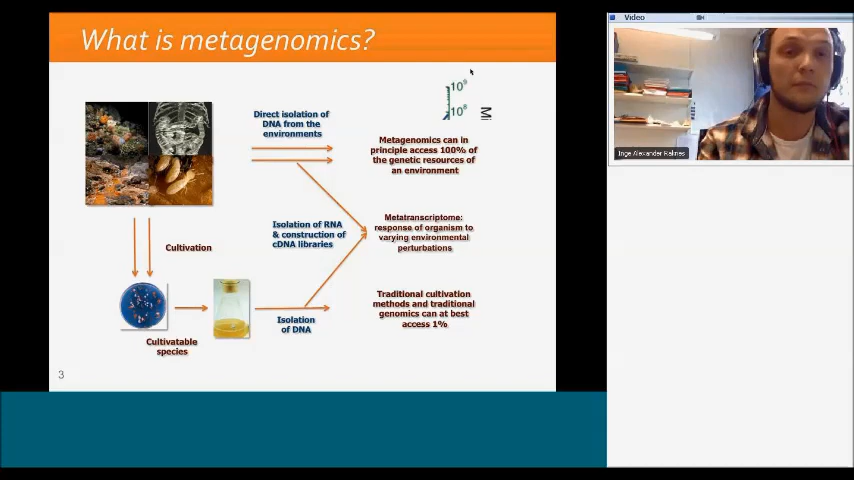 What is metagenomics?
Direct isolation of
DNA from the
environments
10⁹
10⁸
Mi
Metagenomics can in
principle access 100% of
the genetic resources of
an environment
Isolation of RNA
& construction of
cDNA libraries
Metatranscriptome:
response of organism to
varying environmental
perturbations
Cultivation
Traditional cultivation
methods and traditional
genomics can at best
access 1%
Isolation
of DNA
Cultivatable
species
3
Video
Inge Alexander Raknes